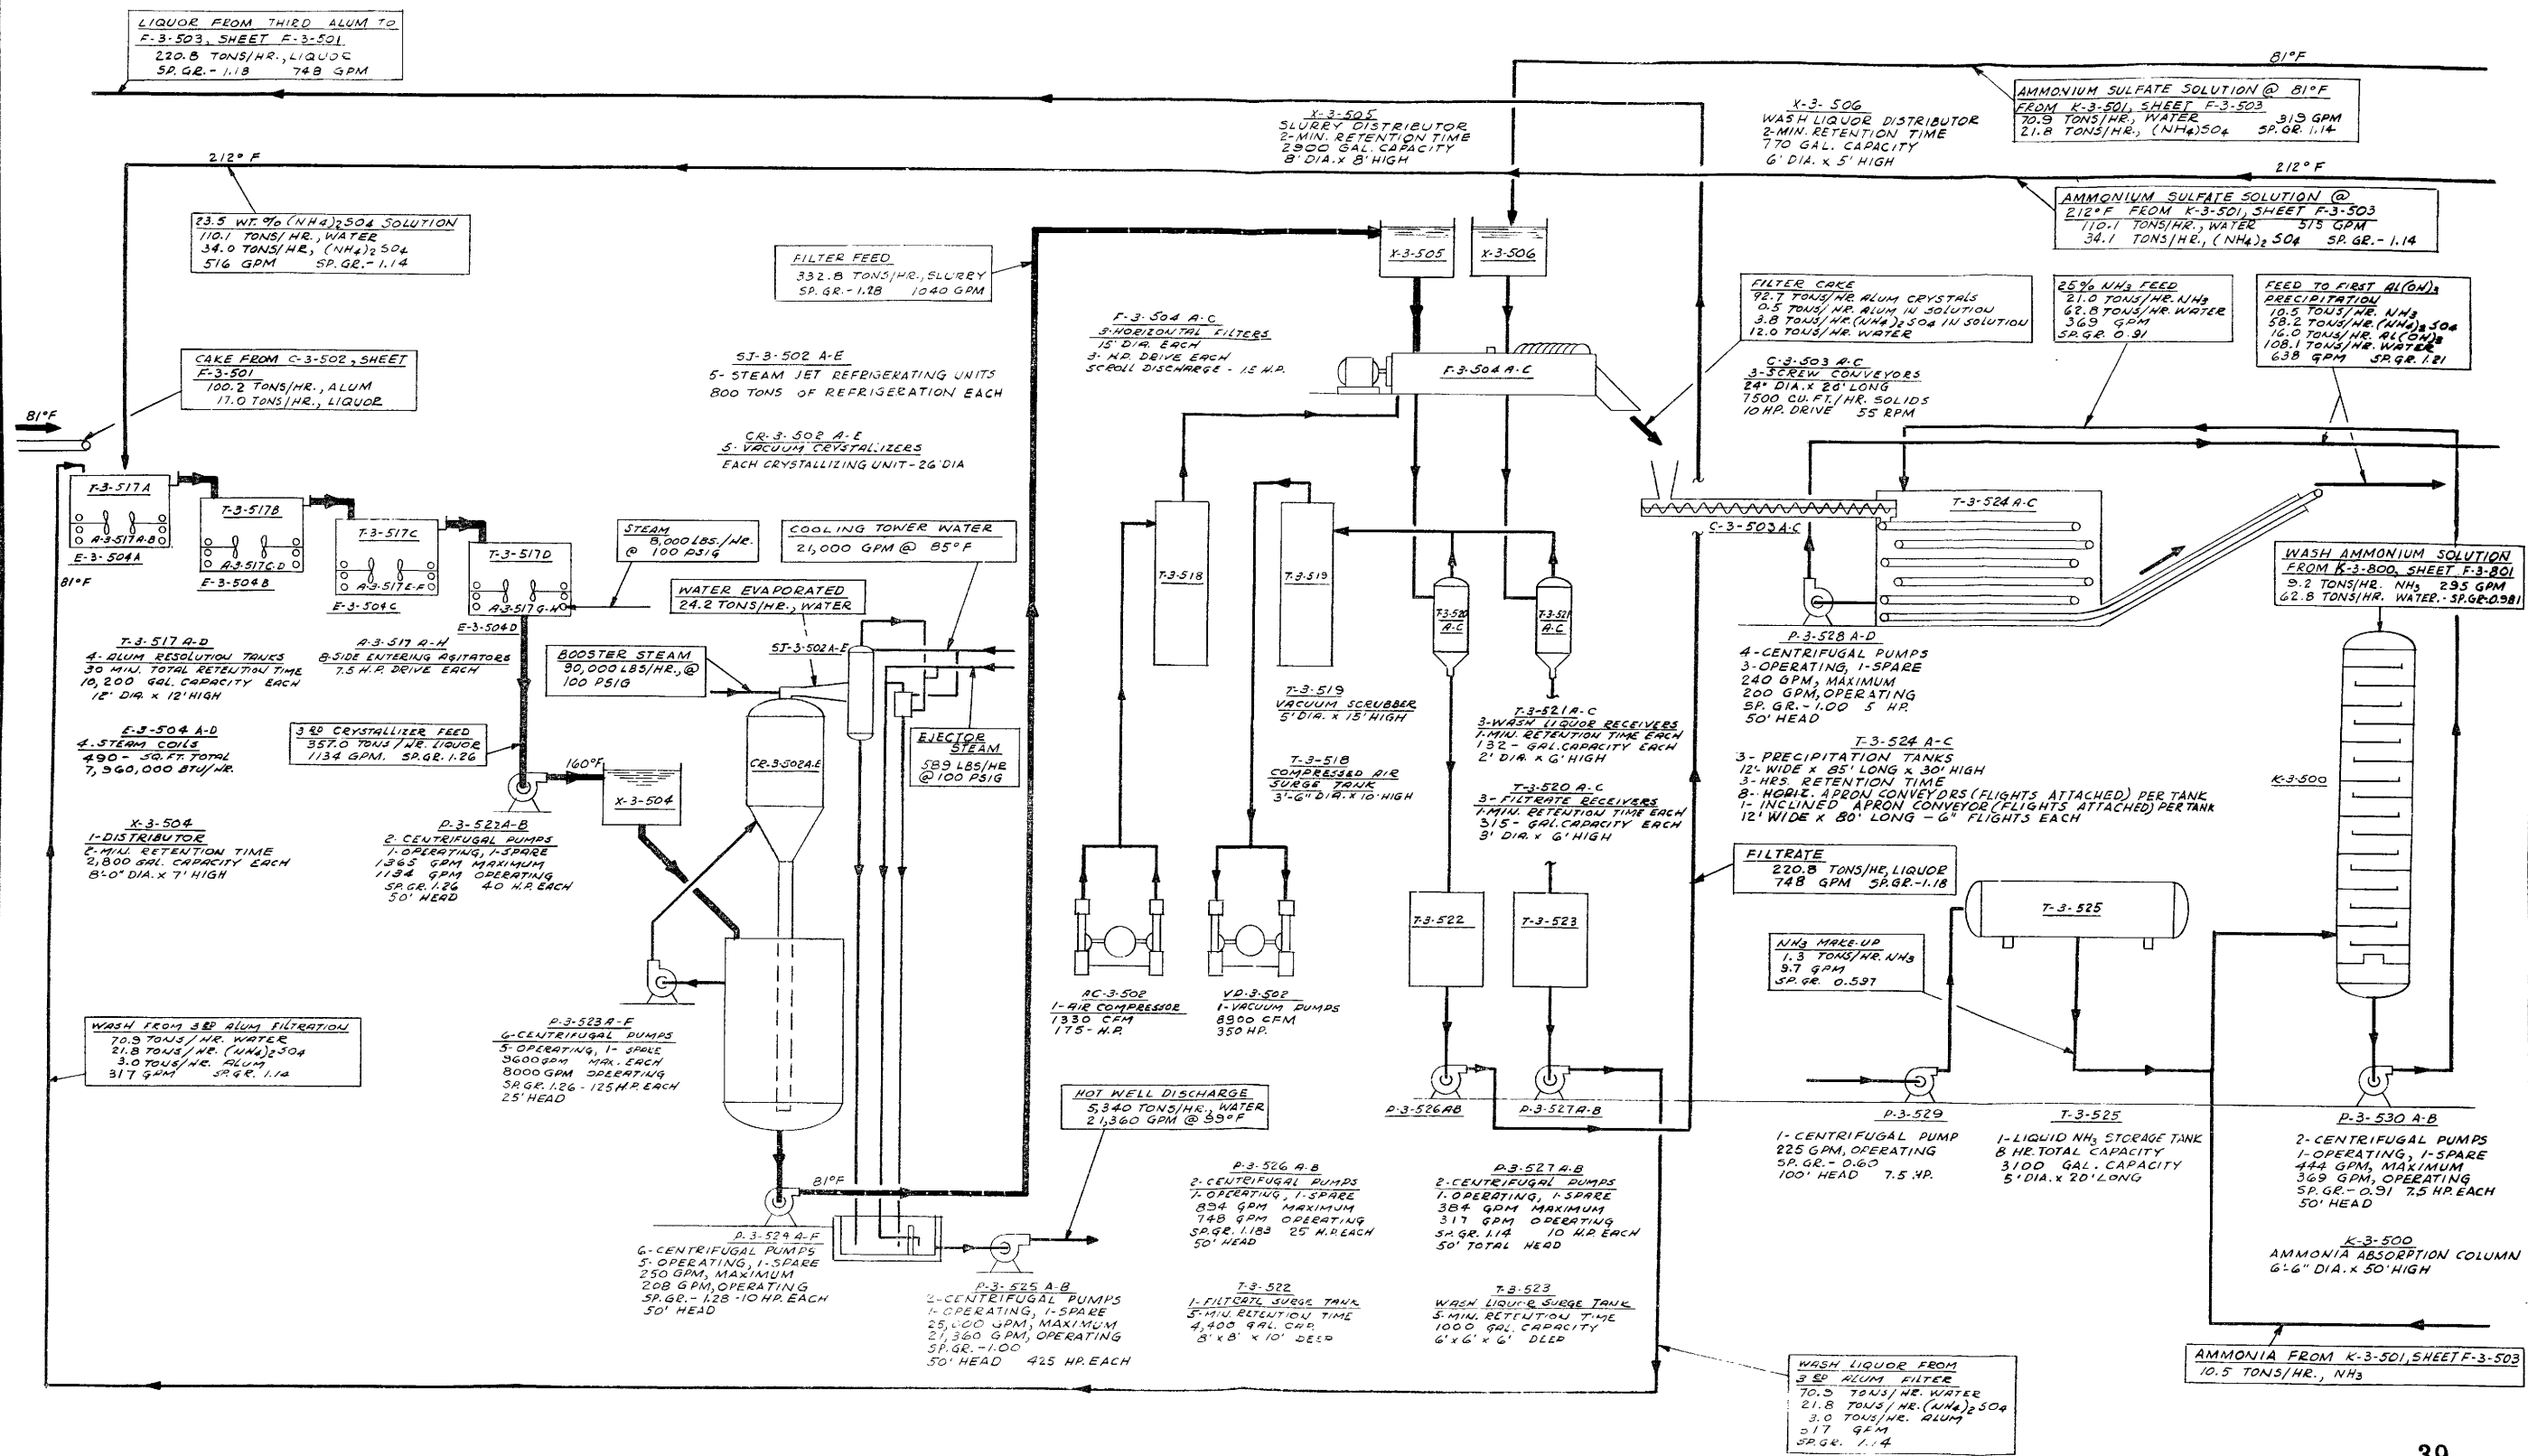 LIQUOR FROM THIRD ALUM TO
F-3-503, SHEET F-3-501
220.8 TONS/HR., LIQUOR
SP. GR. - 1.18 748 GPM
81°F
AMMONIUM SULFATE SOLUTION @ 81°F
FROM K-3-501, SHEET F-3-503
70.9 TONS/HR., WATER 319 GPM
21.8 TONS/HR., (NH4)SO4 SP. GR. 1.14
X-3-505
SLURRY DISTRIBUTOR
2-MIN. RETENTION TIME
2900 GAL. CAPACITY
8' DIA. x 8' HIGH
X-3-506
WASH LIQUOR DISTRIBUTOR
2-MIN. RETENTION TIME
770 GAL. CAPACITY
6' DIA. x 5' HIGH
212°F
212°F
AMMONIUM SULFATE SOLUTION @
212°F FROM K-3-501, SHEET F-3-503
110.1 TONS/HR., WATER 515 GPM
34.1 TONS/HR., (NH4)2 SO4 SP. GR. - 1.14
23.5 WT. % (NH4)2 SO4 SOLUTION
110.1 TONS/HR., WATER
34.0 TONS/HR., (NH4)2 SO4
516 GPM SP. GR. - 1.14
FILTER FEED
332.8 TONS/HR., SLURRY
SP. GR. - 1.28 1040 GPM
X-3-505
X-3-506
FILTER CAKE
92.7 TONS/HR. ALUM CRYSTALS
0.5 TONS/HR. ALUM IN SOLUTION
3.8 TONS/HR. (NH4)2 SO4 IN SOLUTION
12.0 TONS/HR. WATER
25% NH3 FEED
21.0 TONS/HR. NH3
62.8 TONS/HR. WATER
369 GPM
SP. GR. 0.91
FEED TO FIRST AL(OH)3
PRECIPITATION
10.5 TONS/HR. NH3
58.2 TONS/HR. (NH4)2 SO4
16.0 TONS/HR. AL(OH)3
108.1 TONS/HR. WATER
638 GPM SP. GR. 1.21
F-3-504 A-C
3-HORIZONTAL FILTERS
15' DIA. EACH
3- H.P. DRIVE EACH
SCROLL DISCHARGE - 15 H.P.
F-3-504 A-C
C-3-503 A-C
3-SCREW CONVEYORS
24" DIA. x 26' LONG
7500 CU. FT./HR. SOLIDS
10 HP. DRIVE 55 RPM
CAKE FROM C-3-502, SHEET
F-3-501
100.2 TONS/HR., ALUM
17.0 TONS/HR., LIQUOR
SJ-3-502 A-E
5- STEAM JET REFRIGERATING UNITS
800 TONS OF REFRIGERATION EACH
CR-3-502 A-E
5- VACUUM CRYSTALIZERS
EACH CRYSTALLIZING UNIT - 26' DIA
81°F
T-3-517A
A-3-517 A-B
E-3-504A
81°F
T-3-517B
A-3-517 C-D
E-3-504B
T-3-517C
A-3-517 E-F
E-3-504C
T-3-517D
A-3-517 G-H
E-3-504D
STEAM
8,000 LBS./HR.
@ 100 PSIG
COOLING TOWER WATER
21,000 GPM @ 85°F
WATER EVAPORATED
24.2 TONS/HR., WATER
T-3-518
T-3-519
T-3-520
A-C
T-3-521
A-C
C-3-503 A-C
T-3-524 A-C
WASH AMMONIUM SOLUTION
FROM K-3-800, SHEET F-3-801
9.2 TONS/HR. NH3 295 GPM
62.8 TONS/HR. WATER. - SP. GR-0.981
T-3-517 A-D
4- ALUM RESOLUTION TANKS
30 MIN. TOTAL RETENTION TIME
10,200 GAL. CAPACITY EACH
12' DIA. x 12' HIGH
A-3-517 A-H
8-SIDE ENTERING AGITATORS
7.5 H.P. DRIVE EACH
BOOSTER STEAM
90,000 LBS/HR., @
100 PSIG
SJ-3-502 A-E
E-3-504 A-D
4-STEAM COILS
490 - SQ. FT. TOTAL
7,960,000 BTU/HR.
3 RD CRYSTALLIZER FEED
357.0 TONS/HR. LIQUOR
1134 GPM. SP. GR. 1.26
EJECTOR
STEAM
589 LBS/HR
@ 100 PSIG
T-3-519
VACUUM SCRUBBER
5' DIA. x 15' HIGH
T-3-521 A-C
3-WASH LIQUOR RECEIVERS
1-MIN. RETENTION TIME EACH
132 - GAL. CAPACITY EACH
2' DIA. x 6' HIGH
P-3-528 A-D
4-CENTRIFUGAL PUMPS
3-OPERATING, 1-SPARE
240 GPM, MAXIMUM
200 GPM, OPERATING
SP. GR. - 1.00 5 HP.
50' HEAD
T-3-524 A-C
3- PRECIPITATION TANKS
12' WIDE x 85' LONG x 30' HIGH
3-HRS. RETENTION TIME
8- HORIZ. APRON CONVEYORS (FLIGHTS ATTACHED) PER TANK
1- INCLINED APRON CONVEYOR (FLIGHTS ATTACHED) PER TANK
12' WIDE x 80' LONG - 6" FLIGHTS EACH
K-3-500
T-3-518
COMPRESSED AIR
SURGE TANK
3'-6" DIA. x 10' HIGH
T-3-520 A-C
3- FILTRATE RECEIVERS
1-MIN. RETENTION TIME EACH
315- GAL. CAPACITY EACH
3' DIA. x 6' HIGH
160°F
X-3-504
CR-3-502 A-E
X-3-504
1-DISTRIBUTOR
2-MIN. RETENTION TIME
2,800 GAL. CAPACITY EACH
8'-0" DIA. x 7' HIGH
P-3-522 A-B
2- CENTRIFUGAL PUMPS
1-OPERATING, 1-SPARE
1365 GPM MAXIMUM
1134 GPM OPERATING
SP. GR. 1.26 40 H.P. EACH
50' HEAD
FILTRATE
220.8 TONS/HR, LIQUOR
748 GPM SP. GR. - 1.18
T-3-522
T-3-523
T-3-525
NH3 MAKE-UP
1.3 TONS/HR. NH3
9.7 GPM
SP. GR. 0.597
AC-3-502
1-AIR COMPRESSOR
1330 CFM
175- H.P.
VP-3-502
1-VACUUM PUMPS
8900 CFM
350 HP.
WASH FROM 3 RD ALUM FILTRATION
70.9 TONS/HR. WATER
21.8 TONS/HR. (NH4)2 SO4
3.0 TONS/HR. ALUM
317 GPM SP. GR. 1.14
P-3-523 A-F
6-CENTRIFUGAL PUMPS
5-OPERATING, 1- SPARE
9600 GPM MAX. EACH
8000 GPM OPERATING
SP. GR. 1.26 - 125 H.P. EACH
25' HEAD
HOT WELL DISCHARGE
5,340 TONS/HR., WATER
21,360 GPM @ 99°F
P-3-526 AB
P-3-527 A-B
P-3-529
1- CENTRIFUGAL PUMP
225 GPM, OPERATING
SP. GR. - 0.60
100' HEAD 7.5 HP.
T-3-525
1-LIQUID NH3 STORAGE TANK
8 HR. TOTAL CAPACITY
3100 GAL. CAPACITY
5' DIA. x 20' LONG
P-3-530 A-B
2- CENTRIFUGAL PUMPS
1-OPERATING, 1-SPARE
444 GPM, MAXIMUM
369 GPM, OPERATING
SP. GR. - 0.91 7.5 HP. EACH
50' HEAD
81°F
P-3-526 A-B
2-CENTRIFUGAL PUMPS
1-OPERATING, 1-SPARE
894 GPM MAXIMUM
748 GPM OPERATING
SP. GR. 1.183 25 H.P. EACH
50' HEAD
P-3-527 A-B
2-CENTRIFUGAL PUMPS
1-OPERATING, 1-SPARE
384 GPM MAXIMUM
317 GPM OPERATING
SP. GR. 1.14 10 H.P. EACH
50' TOTAL HEAD
P-3-524 A-F
6-CENTRIFUGAL PUMPS
5-OPERATING, 1-SPARE
250 GPM, MAXIMUM
208 GPM, OPERATING
SP. GR. - 1.28 - 10 HP. EACH
50' HEAD
P-3-525 A-B
2-CENTRIFUGAL PUMPS
1- OPERATING, 1-SPARE
25,000 GPM, MAXIMUM
21,360 GPM, OPERATING
SP. GR. - 1.00
50' HEAD 425 HP. EACH
T-3-522
1-FILTRATE SURGE TANK
5-MIN. RETENTION TIME
4,400 GAL. CAP.
8' x 8' x 10' DEEP
T-3-523
WASH LIQUOR SURGE TANK
5-MIN. RETENTION TIME
1000 GAL. CAPACITY
6' x 6' x 6' DEEP
K-3-500
AMMONIA ABSORPTION COLUMN
6'-6" DIA. x 50' HIGH
AMMONIA FROM K-3-501, SHEET F-3-503
10.5 TONS/HR., NH3
WASH LIQUOR FROM
3 RD ALUM FILTER
70.9 TONS/HR. WATER
21.8 TONS/HR. (NH4)2 SO4
3.0 TONS/HR. ALUM
317 GPM
SP. GR. 1.14
39